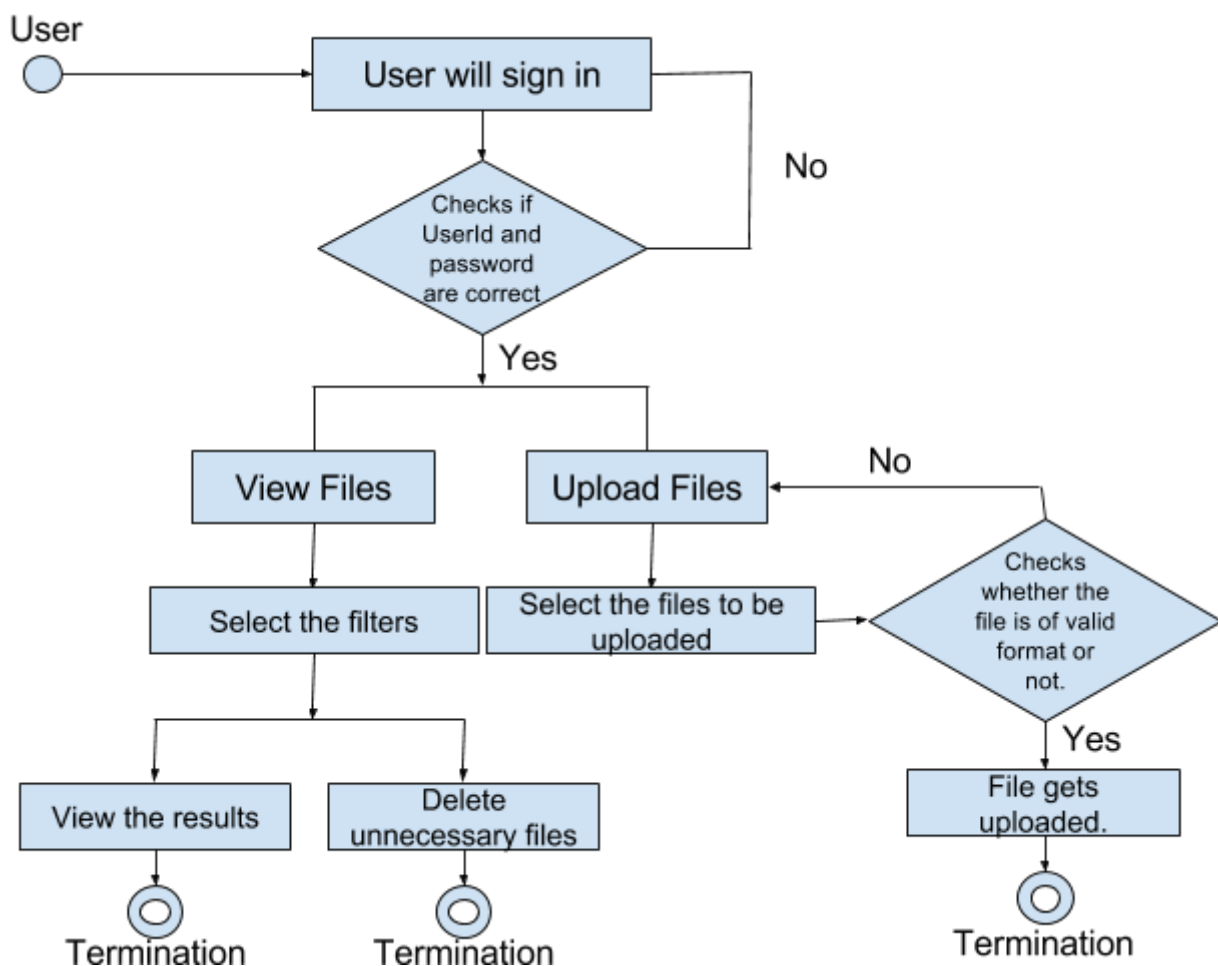 User
User will sign in
No
Checks if
UserId and
password
are correct
Yes
View Files
Upload Files
No
Select the filters
Select the files to be
uploaded
Checks
whether the
file is of valid
format or
not.
Yes
View the results
Delete
unnecessary files
File gets
uploaded.
Termination
Termination
Termination